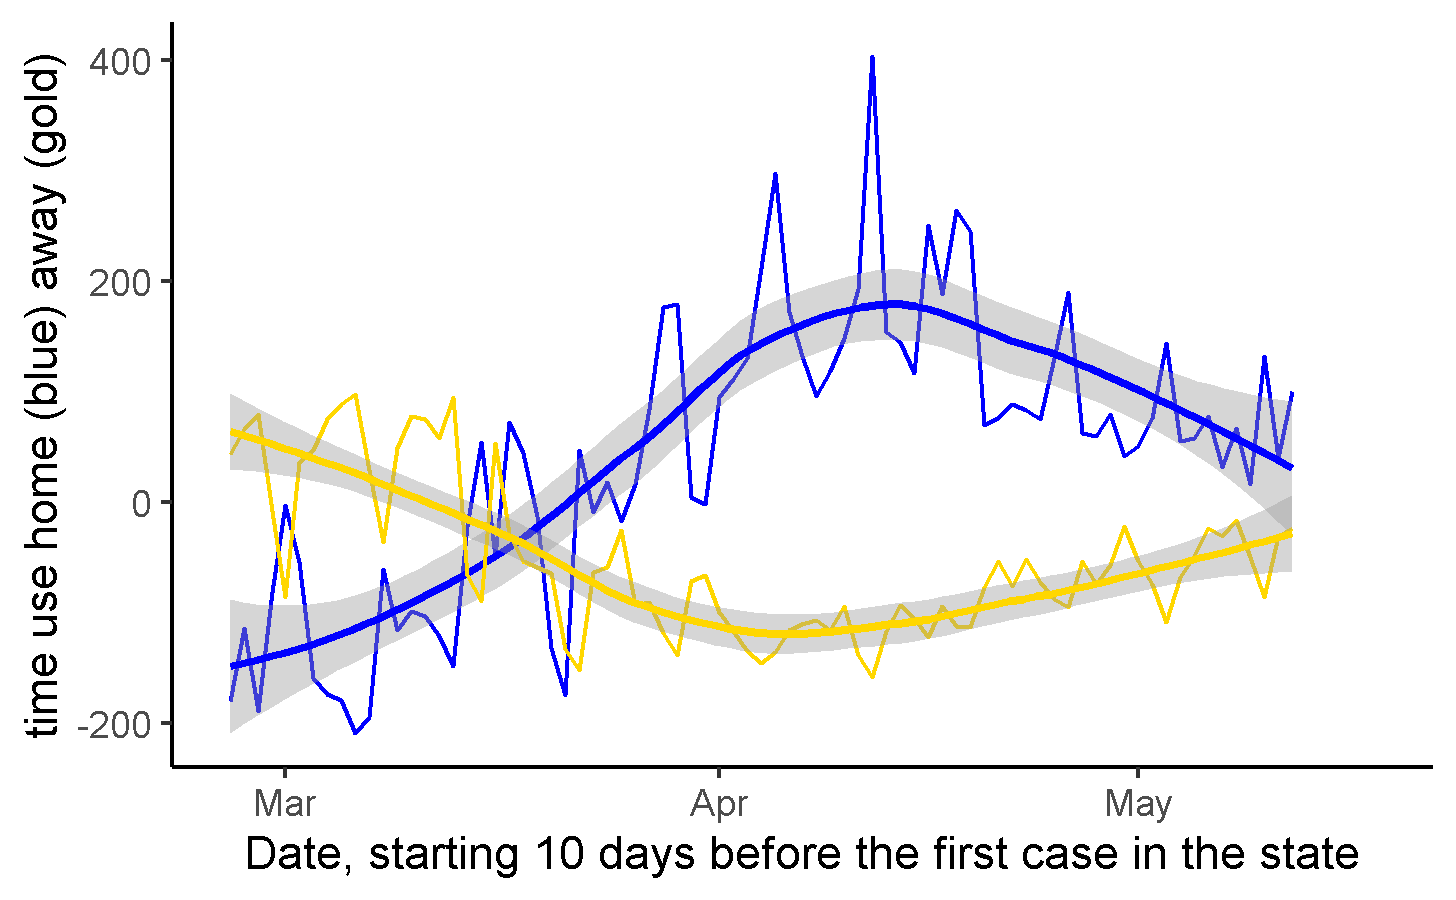 time use home (blue) away (gold)
400
200
0
-200
Mar Apr May
Date, starting 10 days before the first case in the state